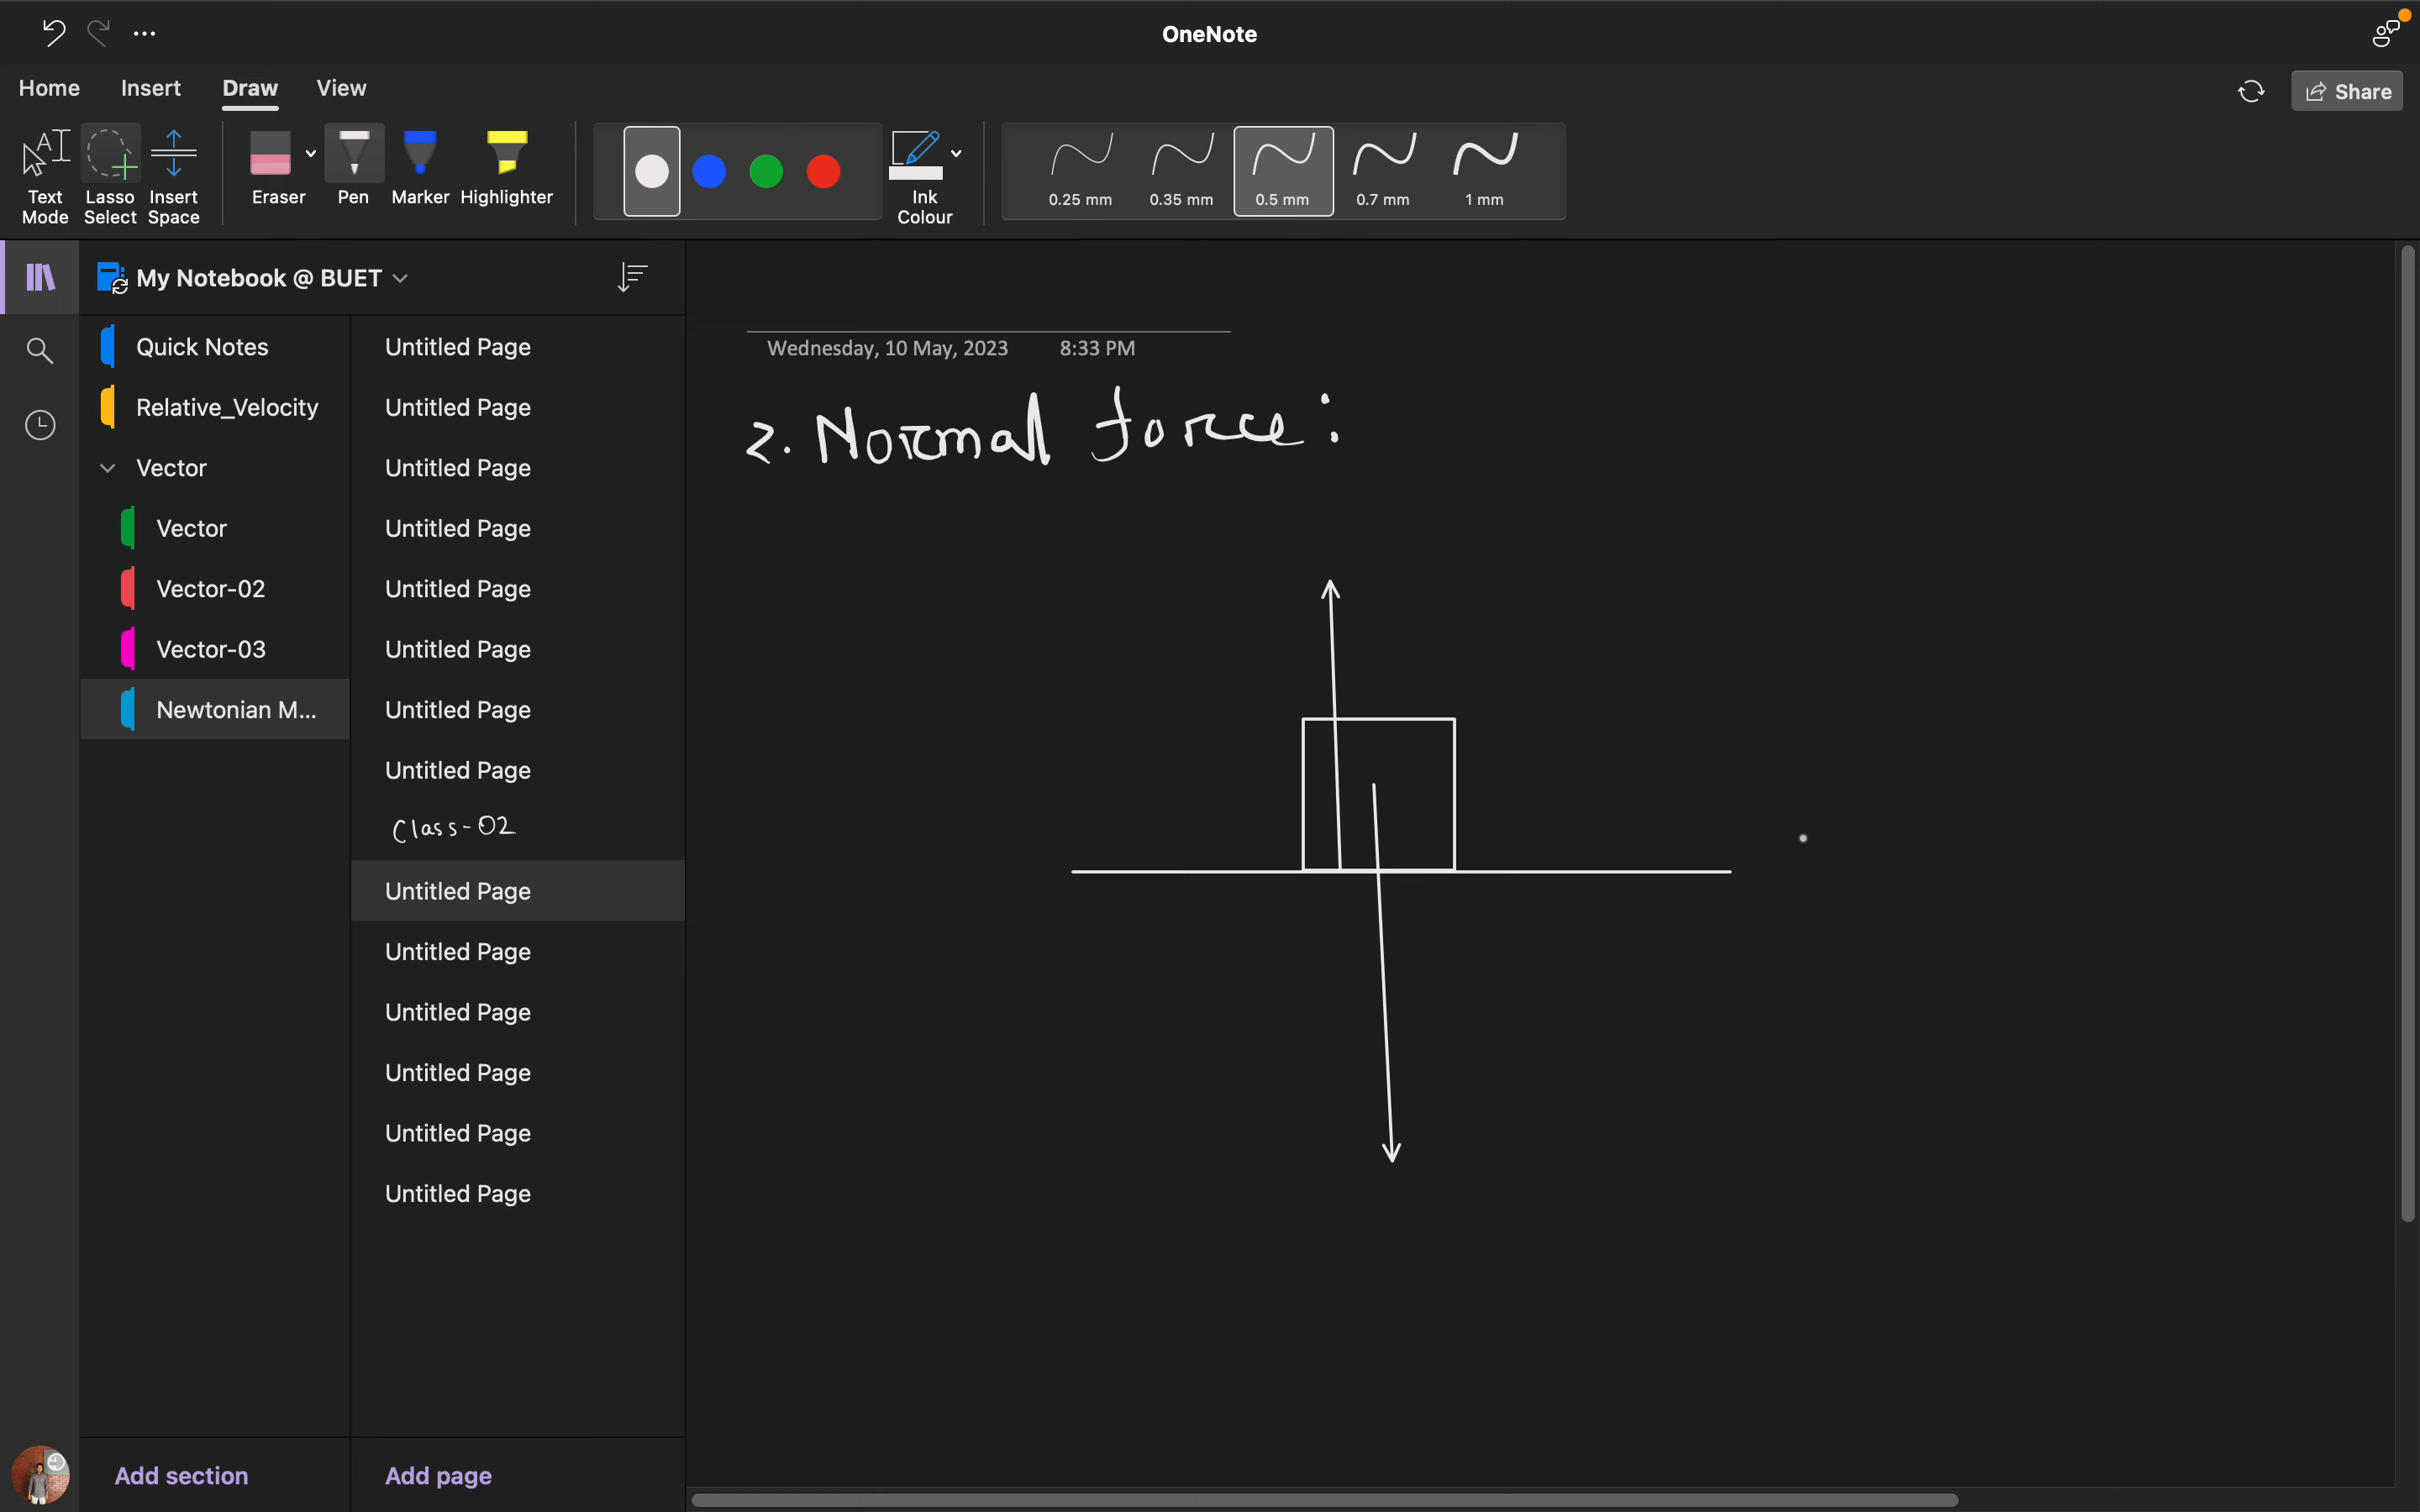 OneNote
Home Insert Draw View
Share
Text Mode
Lasso Select
Insert Space
Eraser
Pen
Marker
Highlighter
Ink Colour
0.25 mm
0.35 mm
0.5 mm
0.7 mm
1 mm
My Notebook @ BUET
Quick Notes
Relative_Velocity
Vector
Vector
Vector-02
Vector-03
Newtonian M...
Add section
Untitled Page
Untitled Page
Untitled Page
Untitled Page
Untitled Page
Untitled Page
Untitled Page
Untitled Page
Class-02
Untitled Page
Untitled Page
Untitled Page
Untitled Page
Untitled Page
Untitled Page
Add page
Wednesday, 10 May, 2023 8:33 PM
2. Normal force: